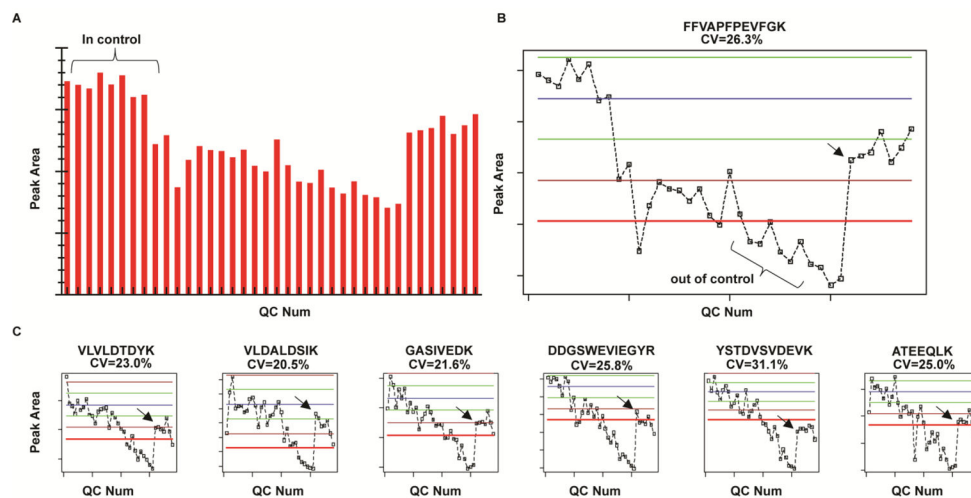 A
In control
Peak Area
QC Num
B
FFVAPFPEVFGK
CV=26.3%
Peak Area
out of control
QC Num
C
VLVLDTDYK
CV=23.0%
VLDALDSIK
CV=20.5%
GASIVEDK
CV=21.6%
DDGSWEVIEGYR
CV=25.8%
YSTDVSVDEVK
CV=31.1%
ATEEQLK
CV=25.0%
Peak Area
QC Num
QC Num
QC Num
QC Num
QC Num
QC Num